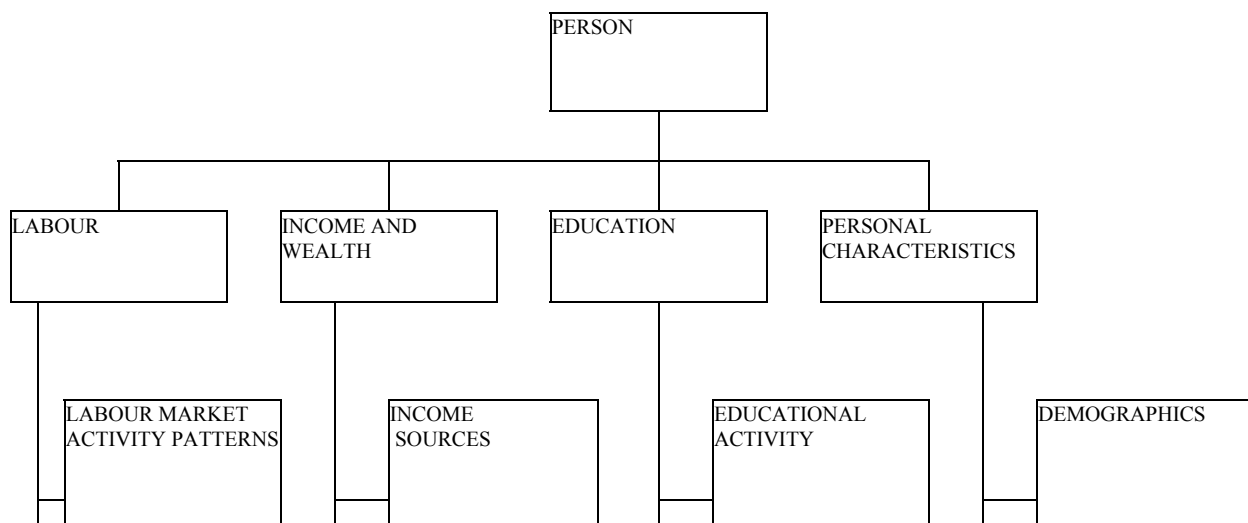 PERSON
LABOUR
INCOME AND
WEALTH
EDUCATION
PERSONAL
CHARACTERISTICS
LABOUR MARKET
ACTIVITY PATTERNS
INCOME
SOURCES
EDUCATIONAL
ACTIVITY
DEMOGRAPHICS